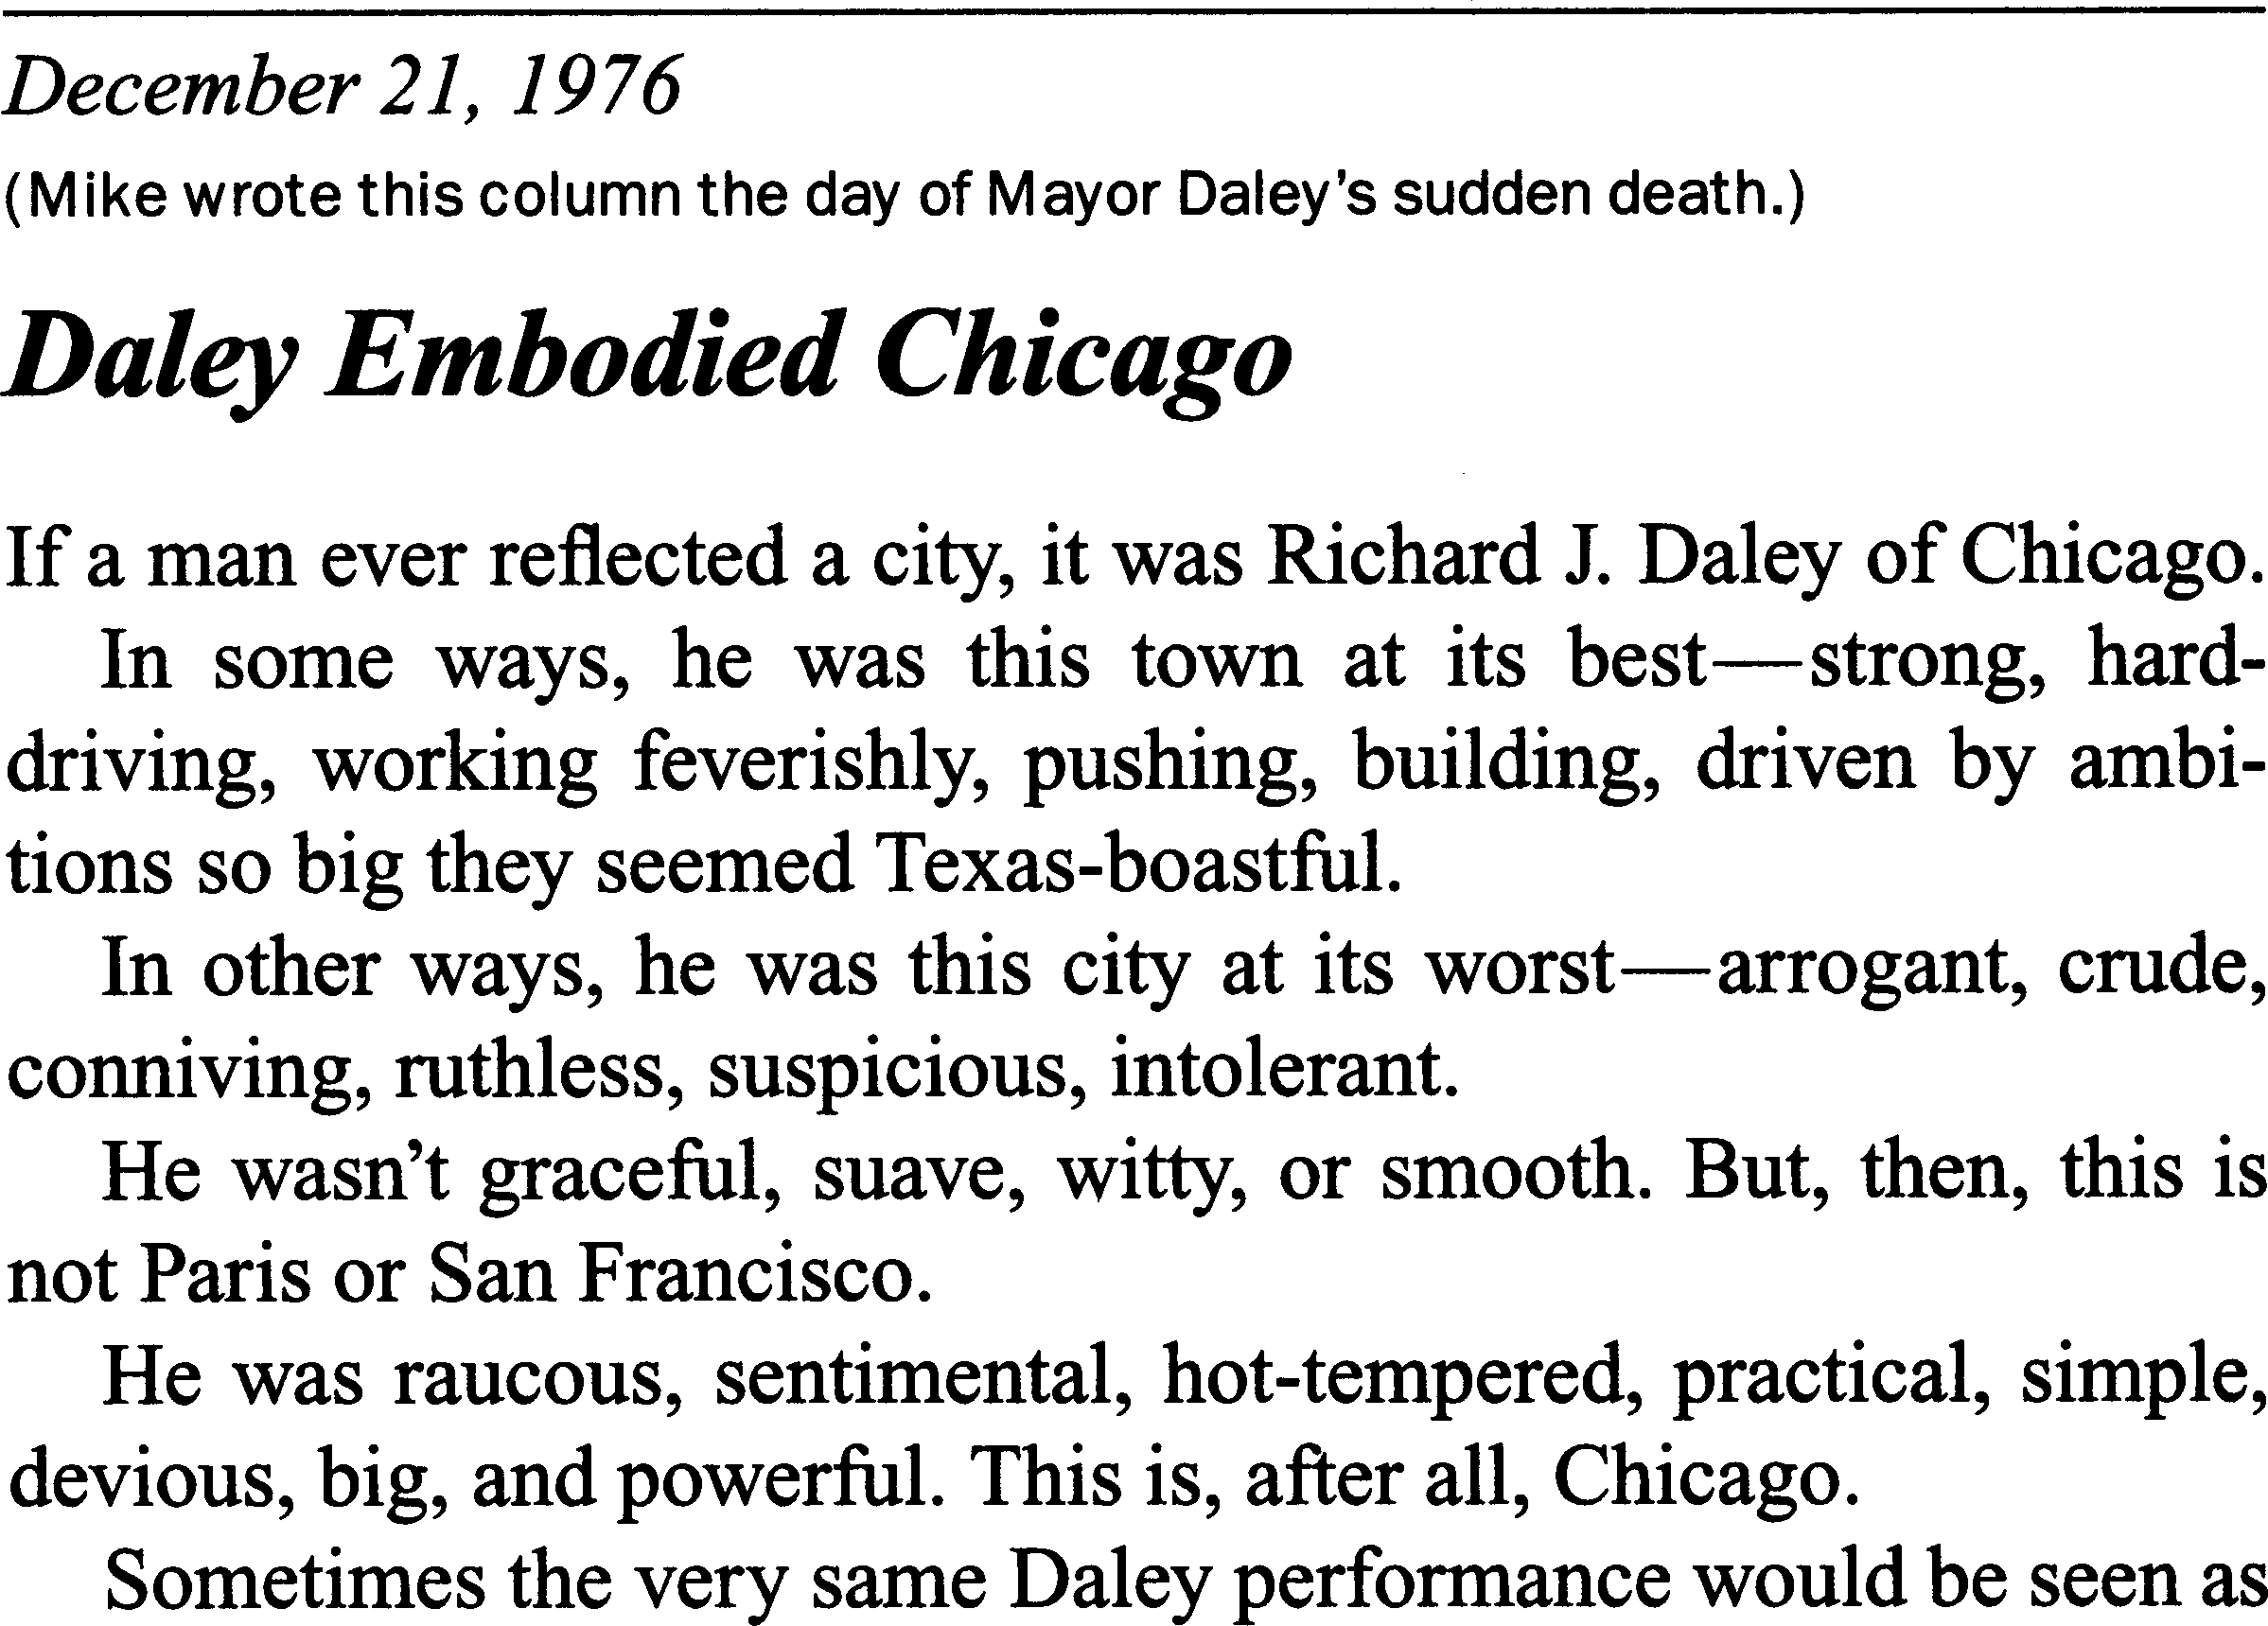 December 21, 1976
(Mike wrote this column the day of Mayor Daley's sudden death.)
Daley Embodied Chicago
If a man ever reflected a city, it was Richard J. Daley of Chicago.
In some ways, he was this town at its best—strong, hard-
driving, working feverishly, pushing, building, driven by ambi-
tions so big they seemed Texas-boastful.
In other ways, he was this city at its worst—arrogant, crude,
conniving, ruthless, suspicious, intolerant.
He wasn't graceful, suave, witty, or smooth. But, then, this is
not Paris or San Francisco.
He was raucous, sentimental, hot-tempered, practical, simple,
devious, big, and powerful. This is, after all, Chicago.
Sometimes the very same Daley performance would be seen as